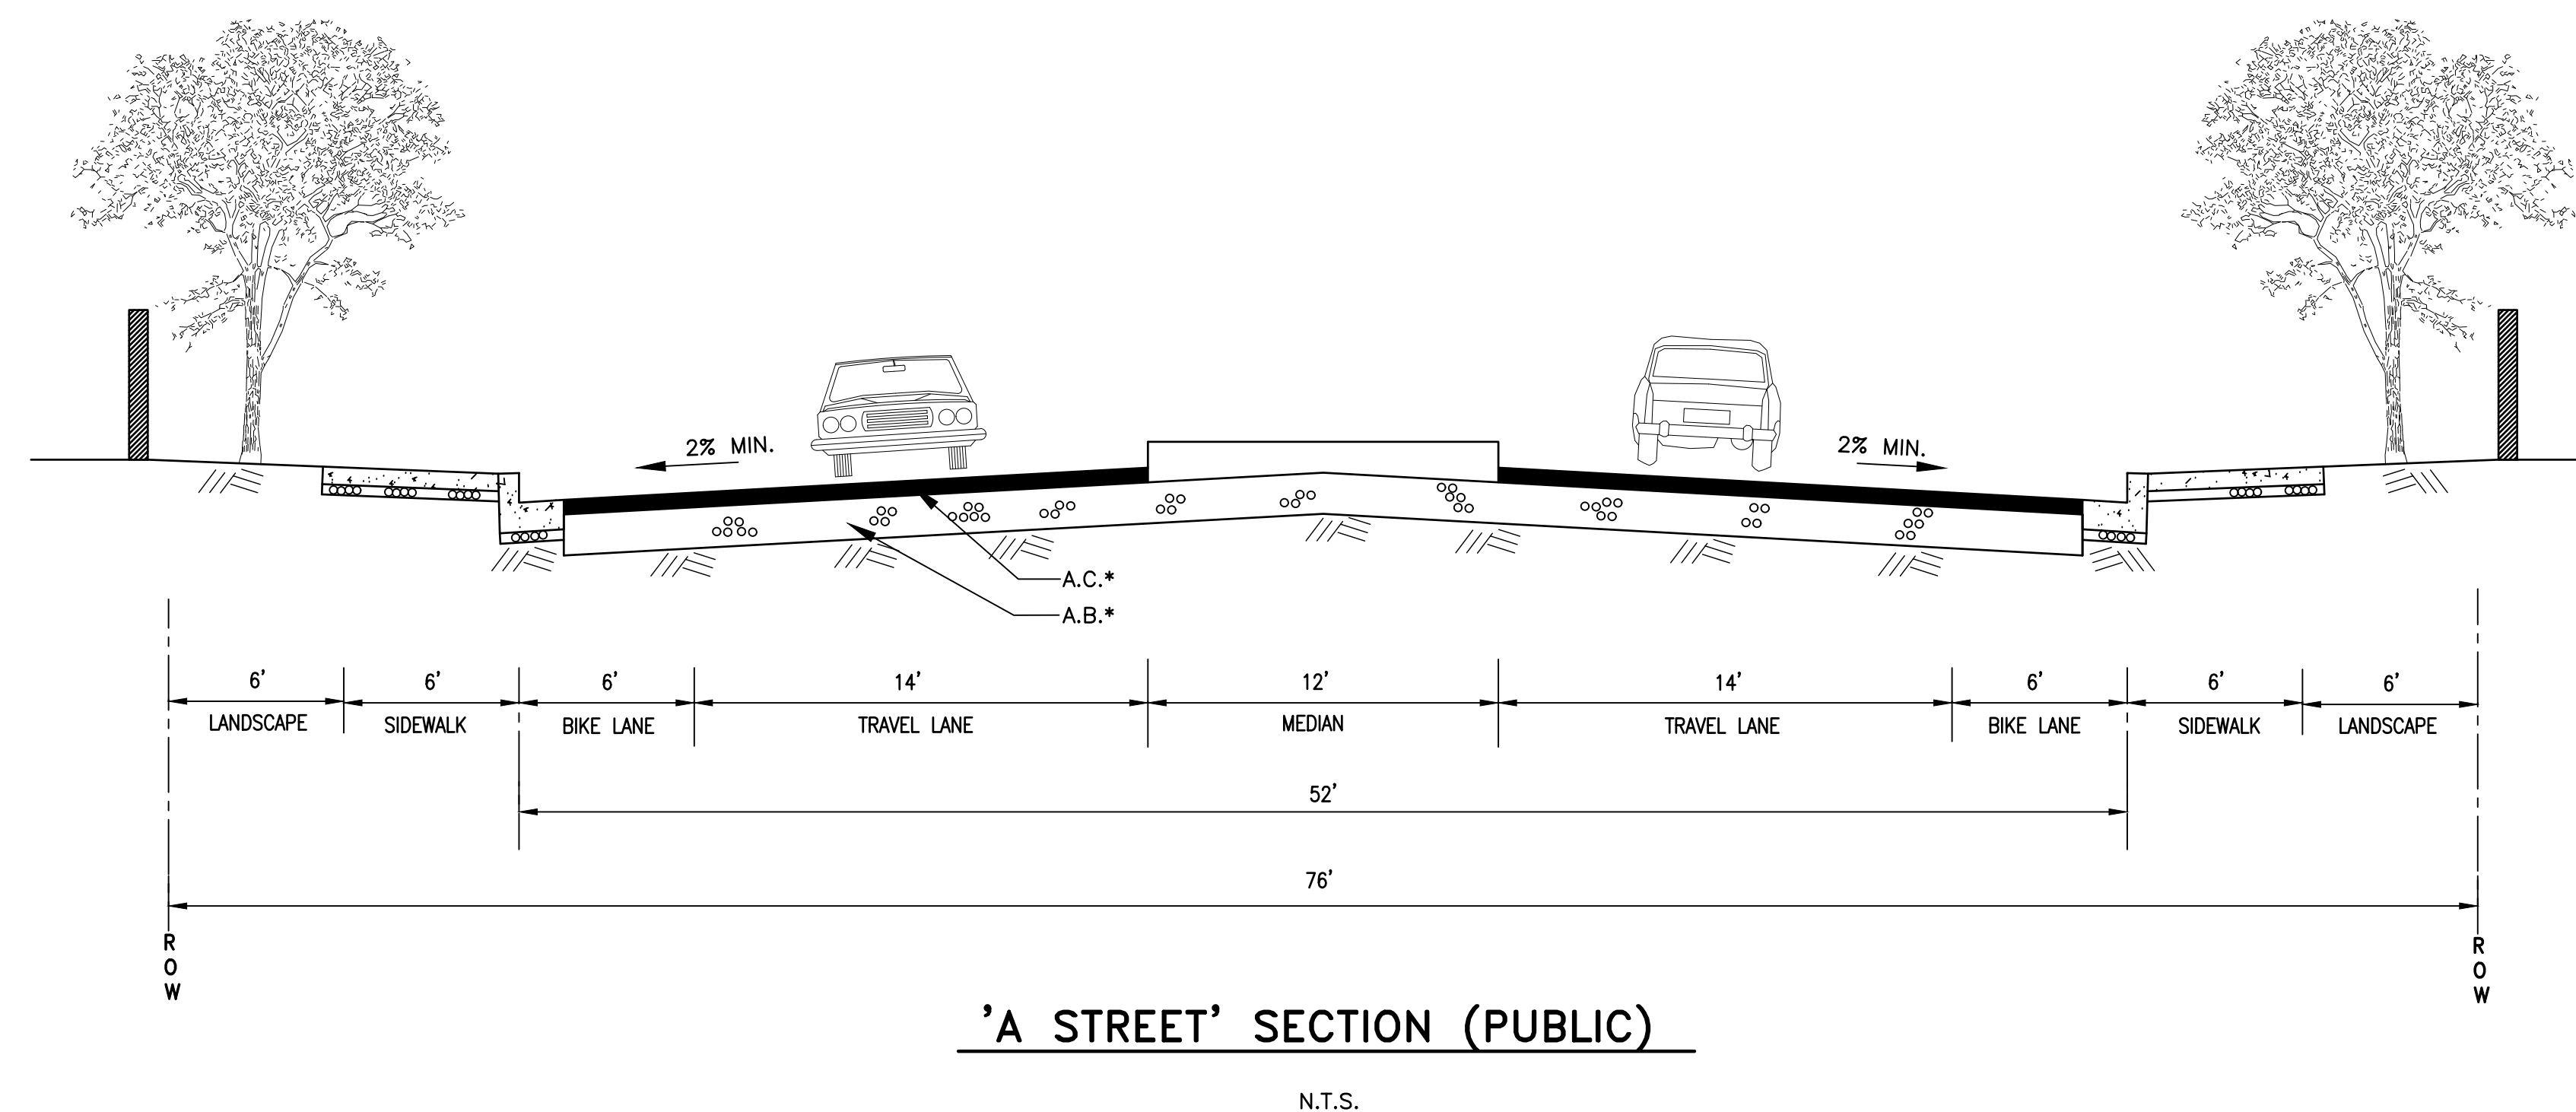 2% MIN.
2% MIN.
A.C.*
A.B.*
6' 6' 6' 14' 12' 14' 6' 6' 6'
LANDSCAPE SIDEWALK BIKE LANE TRAVEL LANE MEDIAN TRAVEL LANE BIKE LANE SIDEWALK LANDSCAPE
52'
76'
R
O
W
R
O
W
'A STREET' SECTION (PUBLIC)
N.T.S.